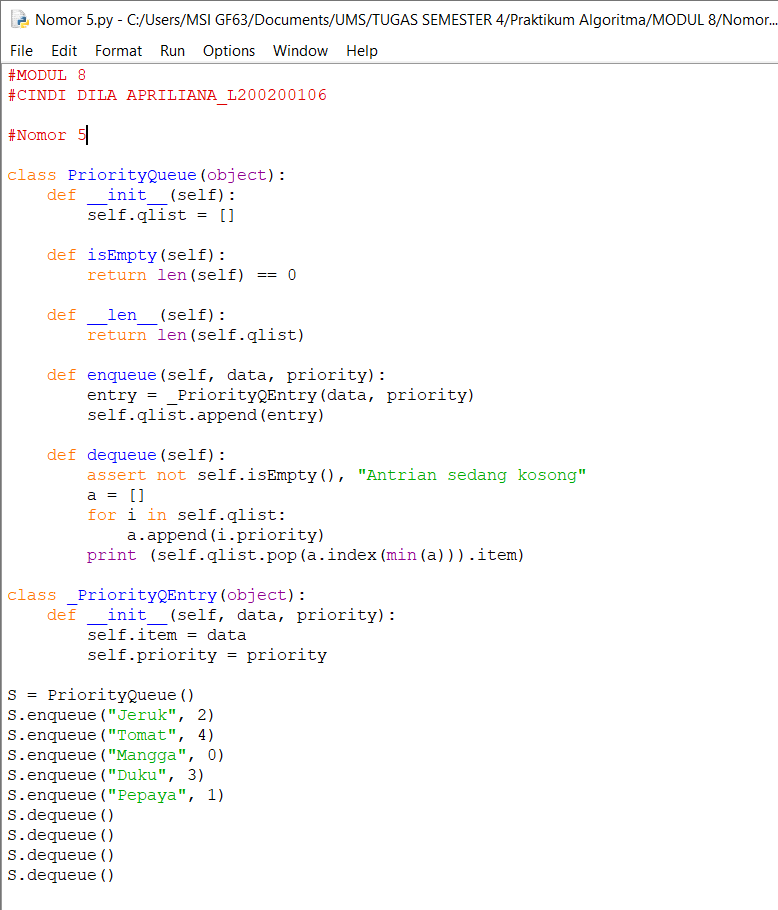 Nomor 5.py - C:/Users/MSI GF63/Documents/UMS/TUGAS SEMESTER 4/Praktikum Algoritma/MODUL 8/Nomor...
File Edit Format Run Options Window Help
#MODUL 8
#CINDI DILA APRILIANA_L200200106
#Nomor 5
class PriorityQueue(object):
    def __init__(self):
        self.qlist = []
    def isEmpty(self):
        return len(self) == 0
    def __len__(self):
        return len(self.qlist)
    def enqueue(self, data, priority):
        entry = _PriorityQEntry(data, priority)
        self.qlist.append(entry)
    def dequeue(self):
        assert not self.isEmpty(), "Antrian sedang kosong"
        a = []
        for i in self.qlist:
            a.append(i.priority)
        print (self.qlist.pop(a.index(min(a))).item)
class _PriorityQEntry(object):
    def __init__(self, data, priority):
        self.item = data
        self.priority = priority
S = PriorityQueue()
S.enqueue("Jeruk", 2)
S.enqueue("Tomat", 4)
S.enqueue("Mangga", 0)
S.enqueue("Duku", 3)
S.enqueue("Pepaya", 1)
S.dequeue()
S.dequeue()
S.dequeue()
S.dequeue()